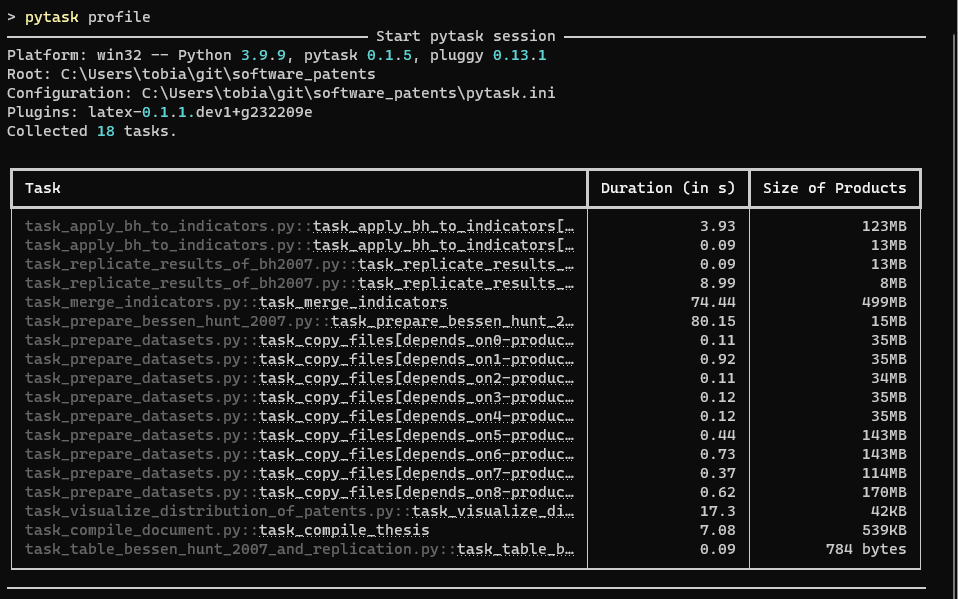 > pytask profile
Start pytask session
Platform: win32 -- Python 3.9.9, pytask 0.1.5, pluggy 0.13.1
Root: C:\Users\tobia\git\software_patents
Configuration: C:\Users\tobia\git\software_patents\pytask.ini
Plugins: latex-0.1.1.dev1+g232209e
Collected 18 tasks.
Task Duration (in s) Size of Products
task_apply_bh_to_indicators.py::task_apply_bh_to_indicators[… 3.93 123MB
task_apply_bh_to_indicators.py::task_apply_bh_to_indicators[… 0.09 13MB
task_replicate_results_of_bh2007.py::task_replicate_results_… 0.09 13MB
task_replicate_results_of_bh2007.py::task_replicate_results_… 8.99 8MB
task_merge_indicators.py::task_merge_indicators 74.44 499MB
task_prepare_bessen_hunt_2007.py::task_prepare_bessen_hunt_2… 80.15 15MB
task_prepare_datasets.py::task_copy_files[depends_on0-produc… 0.11 35MB
task_prepare_datasets.py::task_copy_files[depends_on1-produc… 0.92 35MB
task_prepare_datasets.py::task_copy_files[depends_on2-produc… 0.11 34MB
task_prepare_datasets.py::task_copy_files[depends_on3-produc… 0.12 35MB
task_prepare_datasets.py::task_copy_files[depends_on4-produc… 0.12 35MB
task_prepare_datasets.py::task_copy_files[depends_on5-produc… 0.44 143MB
task_prepare_datasets.py::task_copy_files[depends_on6-produc… 0.73 143MB
task_prepare_datasets.py::task_copy_files[depends_on7-produc… 0.37 114MB
task_prepare_datasets.py::task_copy_files[depends_on8-produc… 0.62 170MB
task_visualize_distribution_of_patents.py::task_visualize_di… 17.3 42KB
task_compile_document.py::task_compile_thesis 7.08 539KB
task_table_bessen_hunt_2007_and_replication.py::task_table_b… 0.09 784 bytes